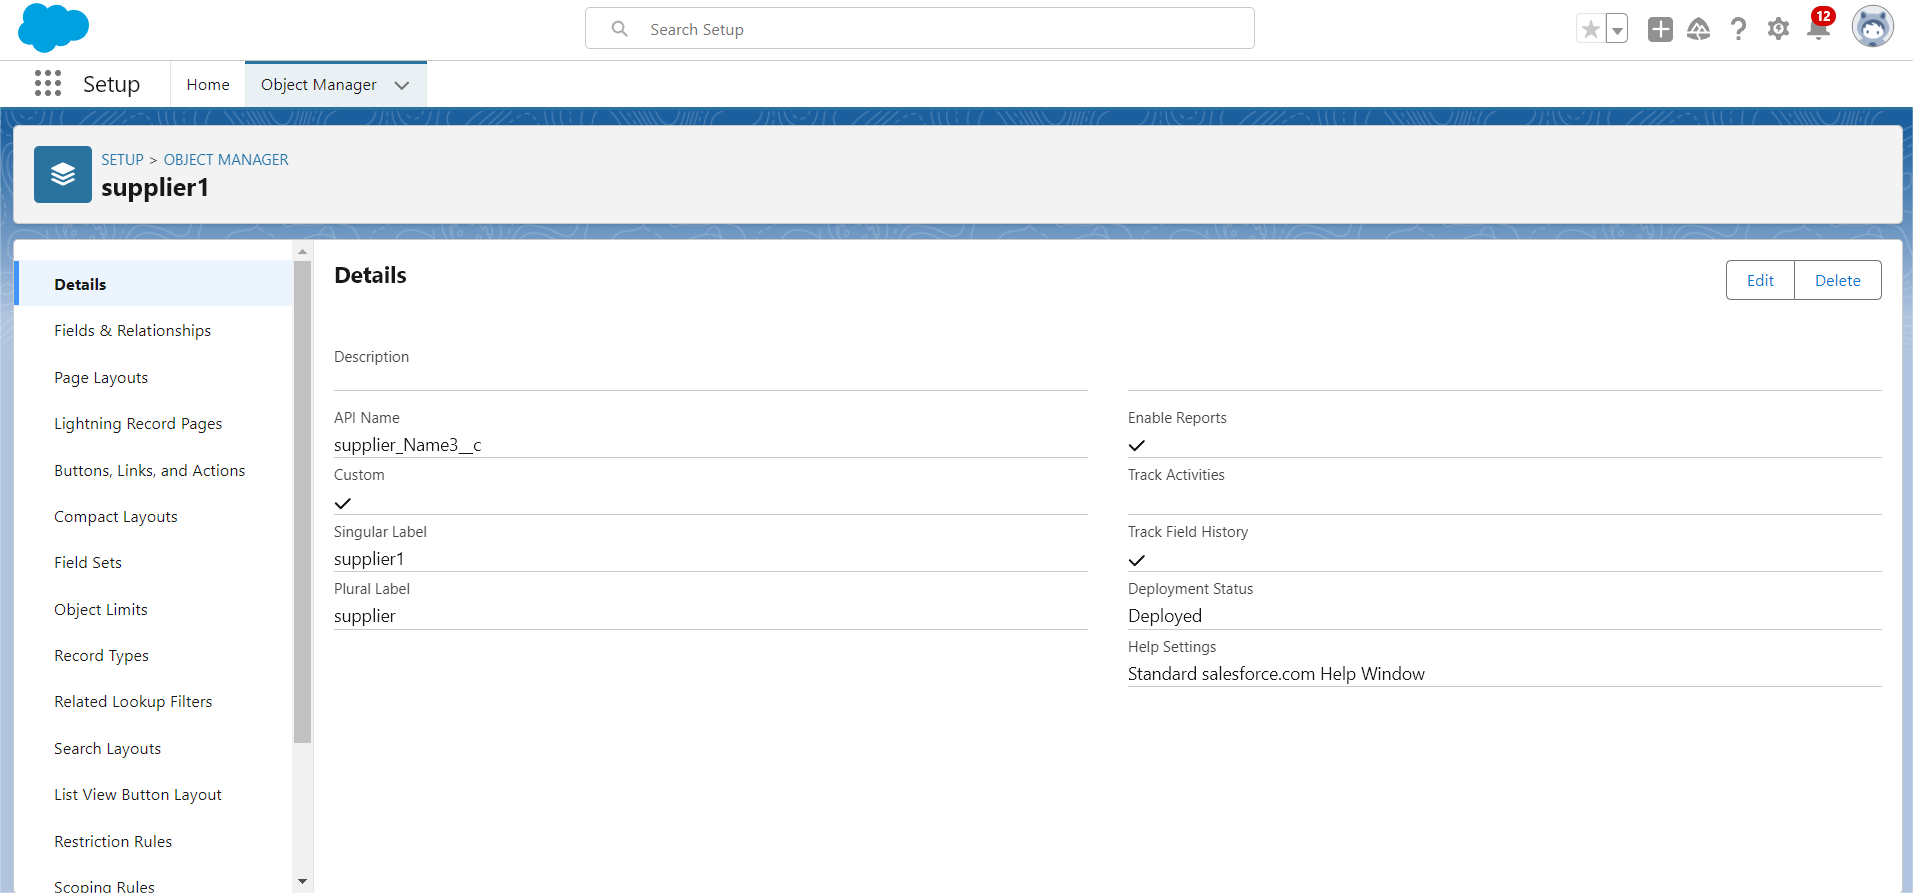 Search Setup
12
Setup
Home
Object Manager
SETUP > OBJECT MANAGER
supplier1
Details
Fields & Relationships
Page Layouts
Lightning Record Pages
Buttons, Links, and Actions
Compact Layouts
Field Sets
Object Limits
Record Types
Related Lookup Filters
Search Layouts
List View Button Layout
Restriction Rules
Scoping Rules
Details
Edit
Delete
Description
API Name
supplier_Name3__c
Custom
Singular Label
supplier1
Plural Label
supplier
Enable Reports
Track Activities
Track Field History
Deployment Status
Deployed
Help Settings
Standard salesforce.com Help Window